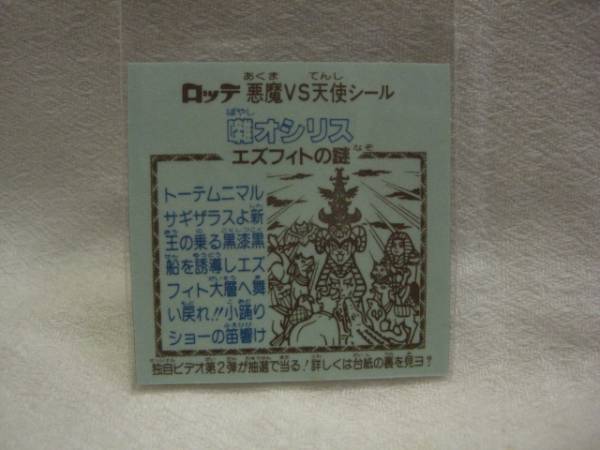 あくま てんし
ロッテ 悪魔VS天使シール
ばやし
囃オシリス
エズフィトの謎
なぞ
トーテムニマル
サギザラスよ新
王の乗る黒漆黒
船を誘導しエズ
フィト大層へ舞
い戻れ!!小踊り
ショーの笛響け
独自ビデオ第2弾が抽選で当る!詳しくは台紙の裏を見ヨ?